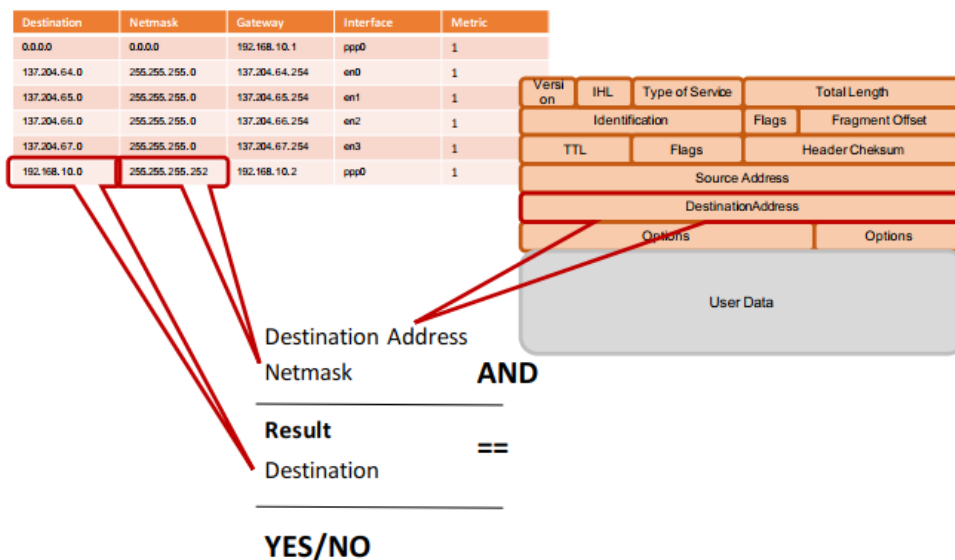 Destination Netmask Gateway Interface Metric
0.0.0.0 0.0.0.0 192.168.10.1 ppp0 1
137.204.64.0 255.255.255.0 137.204.64.254 en0 1
137.204.65.0 255.255.255.0 137.204.65.254 en1 1
137.204.66.0 255.255.255.0 137.204.66.254 en2 1
137.204.67.0 255.255.255.0 137.204.67.254 en3 1
192.168.10.0 255.255.255.252 192.168.10.2 ppp0 1
Versi
on
IHL Type of Service Total Length
Identification Flags Fragment Offset
TTL Flags Header Cheksum
Source Address
DestinationAddress
Options Options
User Data
Destination Address
Netmask AND
Result
==
Destination
YES/NO